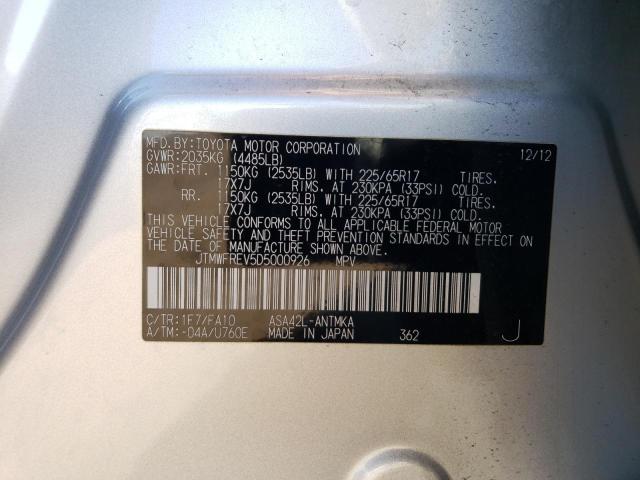 MFD.BY:TOYOTA MOTOR CORPORATION 12/12
GVWR:2035KG (4485LB)
GAWR:FRT. 1150KG (2535LB) WITH 225/65R17 TIRES.
17X7J RIMS. AT 230KPA (33PSI) COLD.
RR. 1150KG (2535LB) WITH 225/65R17 TIRES.
17X7J RIMS. AT 230KPA (33PSI) COLD.
THIS VEHICLE CONFORMS TO ALL APPLICABLE FEDERAL MOTOR
VEHICLE SAFETY AND THEFT PREVENTION STANDARDS IN EFFECT ON
THE DATE OF MANUFACTURE SHOWN ABOVE.
JTMWFREV5D5000926 MPV
C/TR:1F7/FA10 ASA42L-ANTMKA
A/TM:-04A/U760E MADE IN JAPAN 362 J